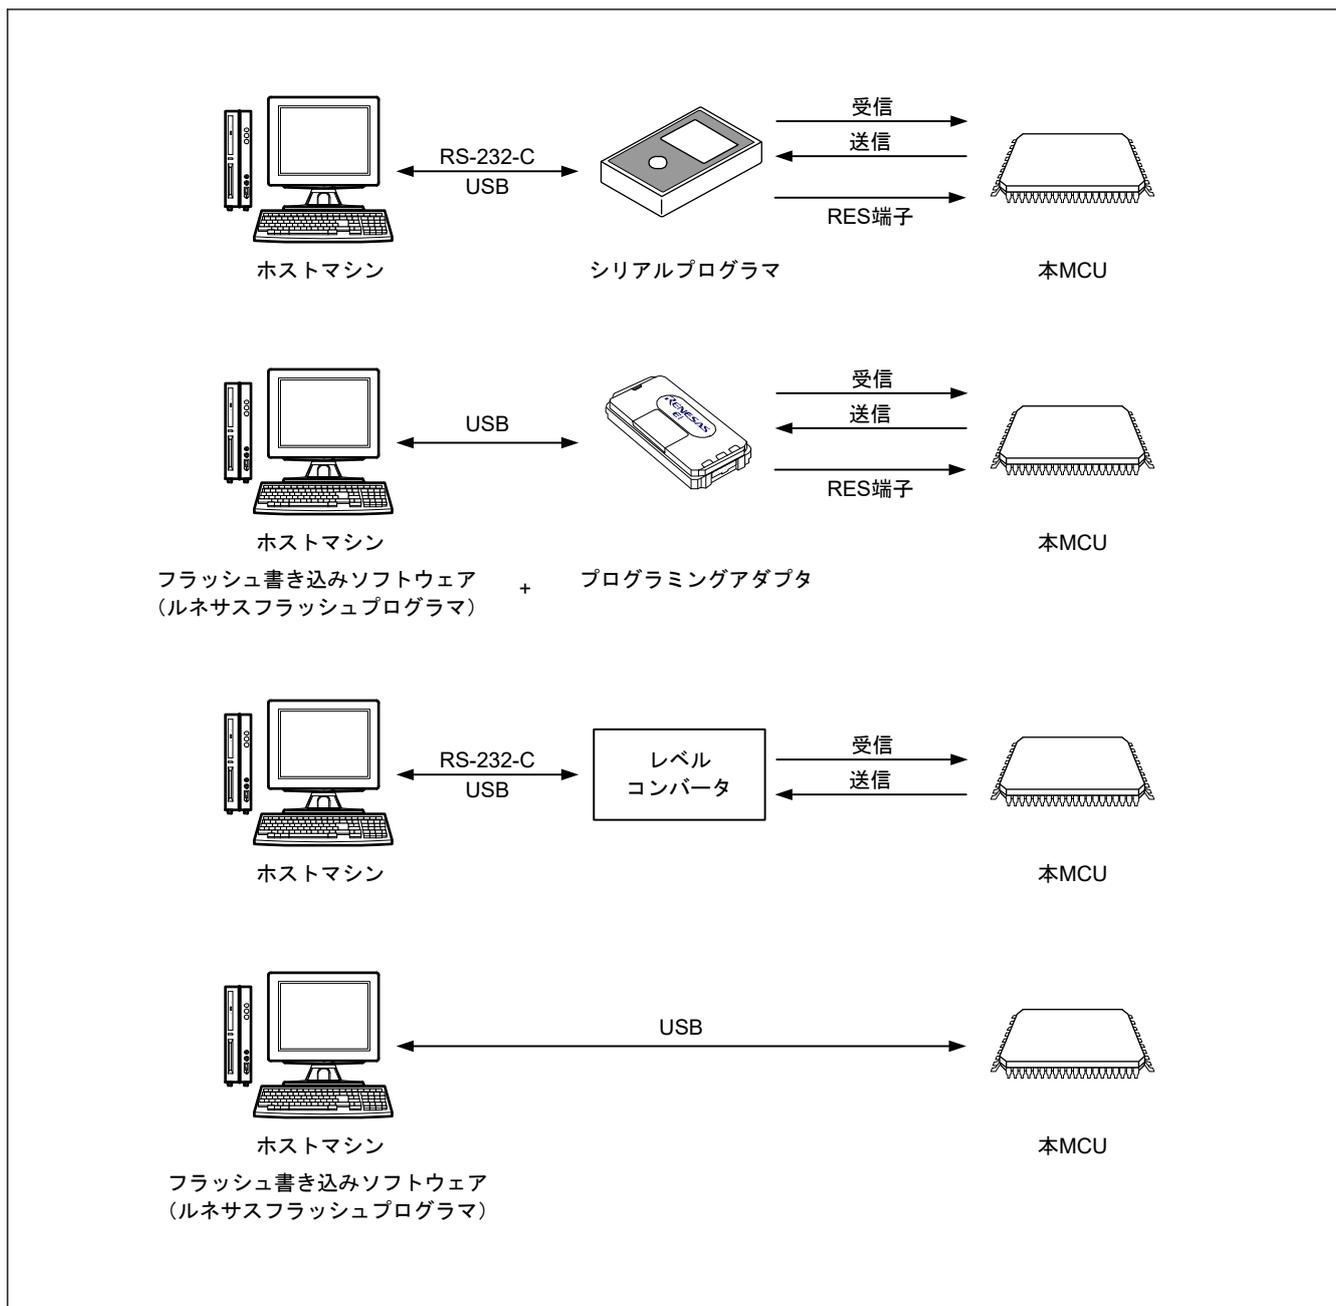 受信
RS-232-C
送信
USB
RES端子
ホストマシン
シリアルプログラマ
本MCU
受信
USB
送信
RENESAS
E1
RES端子
ホストマシン
本MCU
フラッシュ書き込みソフトウェア
(ルネサスフラッシュプログラマ)
+
プログラミングアダプタ
RS-232-C
USB
レベル
コンバータ
受信
送信
ホストマシン
本MCU
USB
ホストマシン
本MCU
フラッシュ書き込みソフトウェア
(ルネサスフラッシュプログラマ)